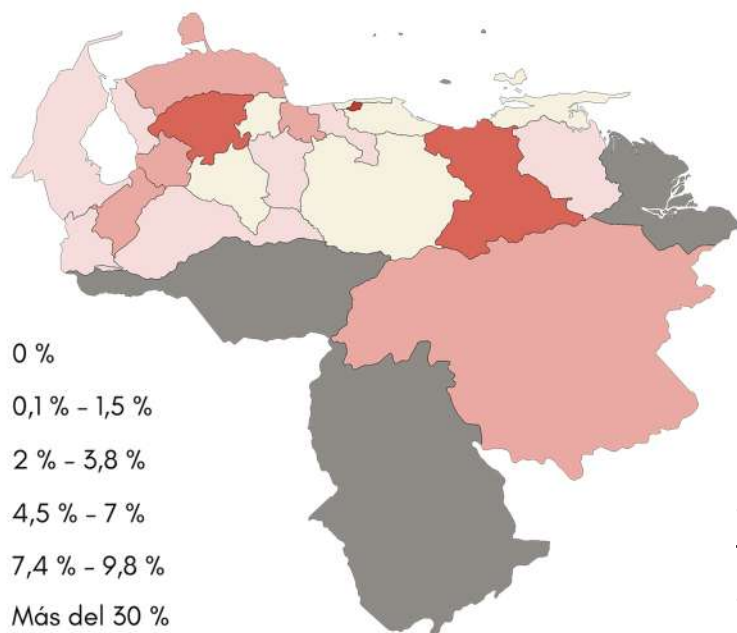 0 %
0,1 % - 1,5 %
2 % - 3,8 %
4,5 % - 7 %
7,4 % - 9,8 %
Más del 30 %